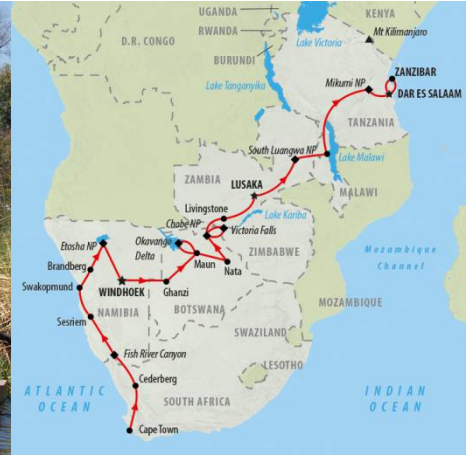 UGANDA
KENYA
RWANDA
Mt Kilimanjaro
D.R. CONGO
Lake Victoria
BURUNDI
ZANZIBAR
Lake Tanganyika
Mikumi NP
DAR ES SALAAM
TANZANIA
South Luangwa NP
Lake Malawi
ZAMBIA
LUSAKA
MALAWI
Livingstone
Lake Kariba
Chobe NP
Victoria Falls
Etosha NP
Okavango
Delta
Mozambique
Channel
Brandberg
Maun
Nata
ZIMBABWE
Swakopmund
WINDHOEK
Ghanzi
MOZAMBIQUE
NAMIBIA
BOTSWANA
Sesriem
SWAZILAND
Fish River Canyon
LESOTHO
Cederberg
ATLANTIC
OCEAN
SOUTH AFRICA
INDIAN
OCEAN
Cape Town